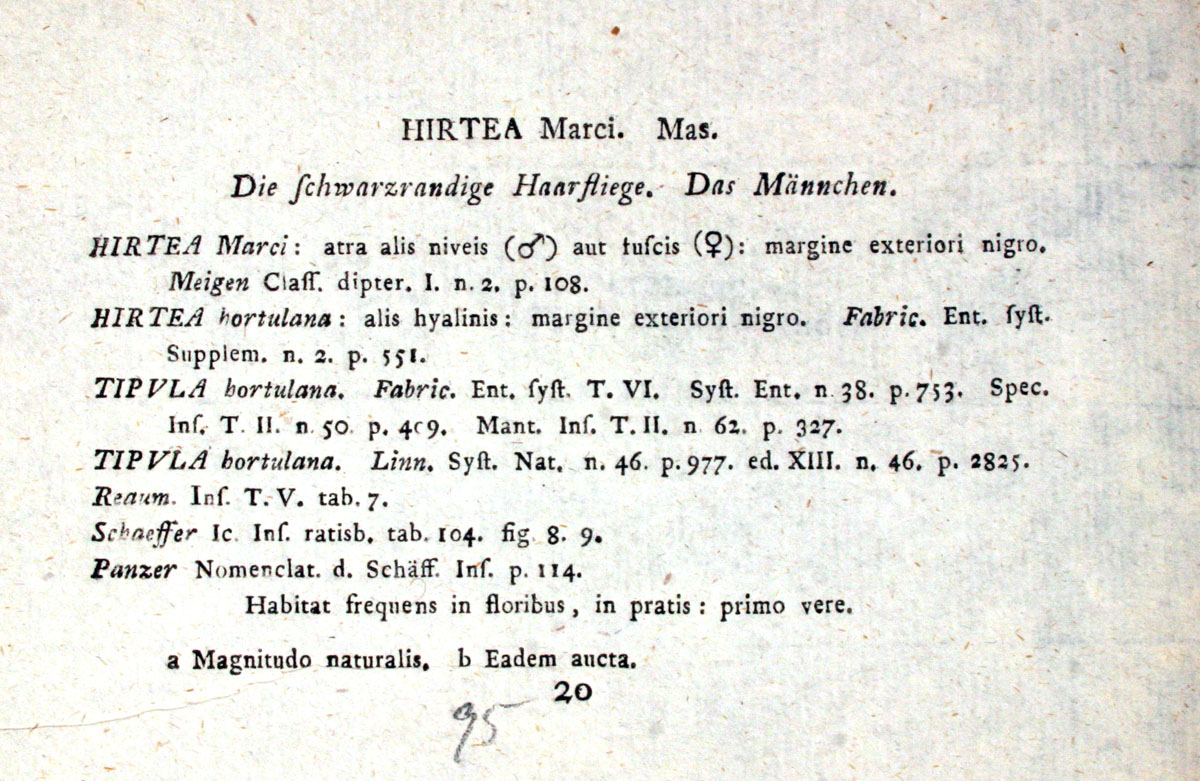 HIRTEA Marci. Mas.
Die ſchwarzrandige Haarfliege. Das Männchen.
HIRTEA Marci: atra alis niveis (♂) aut fuſcis (♀): margine exteriori nigro.
Meigen Claſſ. dipter. I. n. 2. p. 108.
HIRTEA hortulana: alis hyalinis: margine exteriori nigro. Fabric. Ent. ſyſt.
Supplem. n. 2. p. 551.
TIPVLA hortulana. Fabric. Ent. ſyſt. T. VI. Syſt. Ent. n. 38. p. 753. Spec.
Inſ. T. II. n. 50. p. 409. Mant. Inſ. T. II. n. 62. p. 327.
TIPVLA hortulana. Linn. Syſt. Nat. n. 46. p. 977. ed. XIII. n. 46. p. 2825.
Reaum. Inſ. T. V. tab. 7.
Schaeffer Ic. Inſ. ratisb. tab. 104. fig. 8. 9.
Panzer Nomenclat. d. Schäff. Inſ. p. 114.
Habitat frequens in floribus, in pratis: primo vere.
a Magnitudo naturalis. b Eadem aucta.
20
95